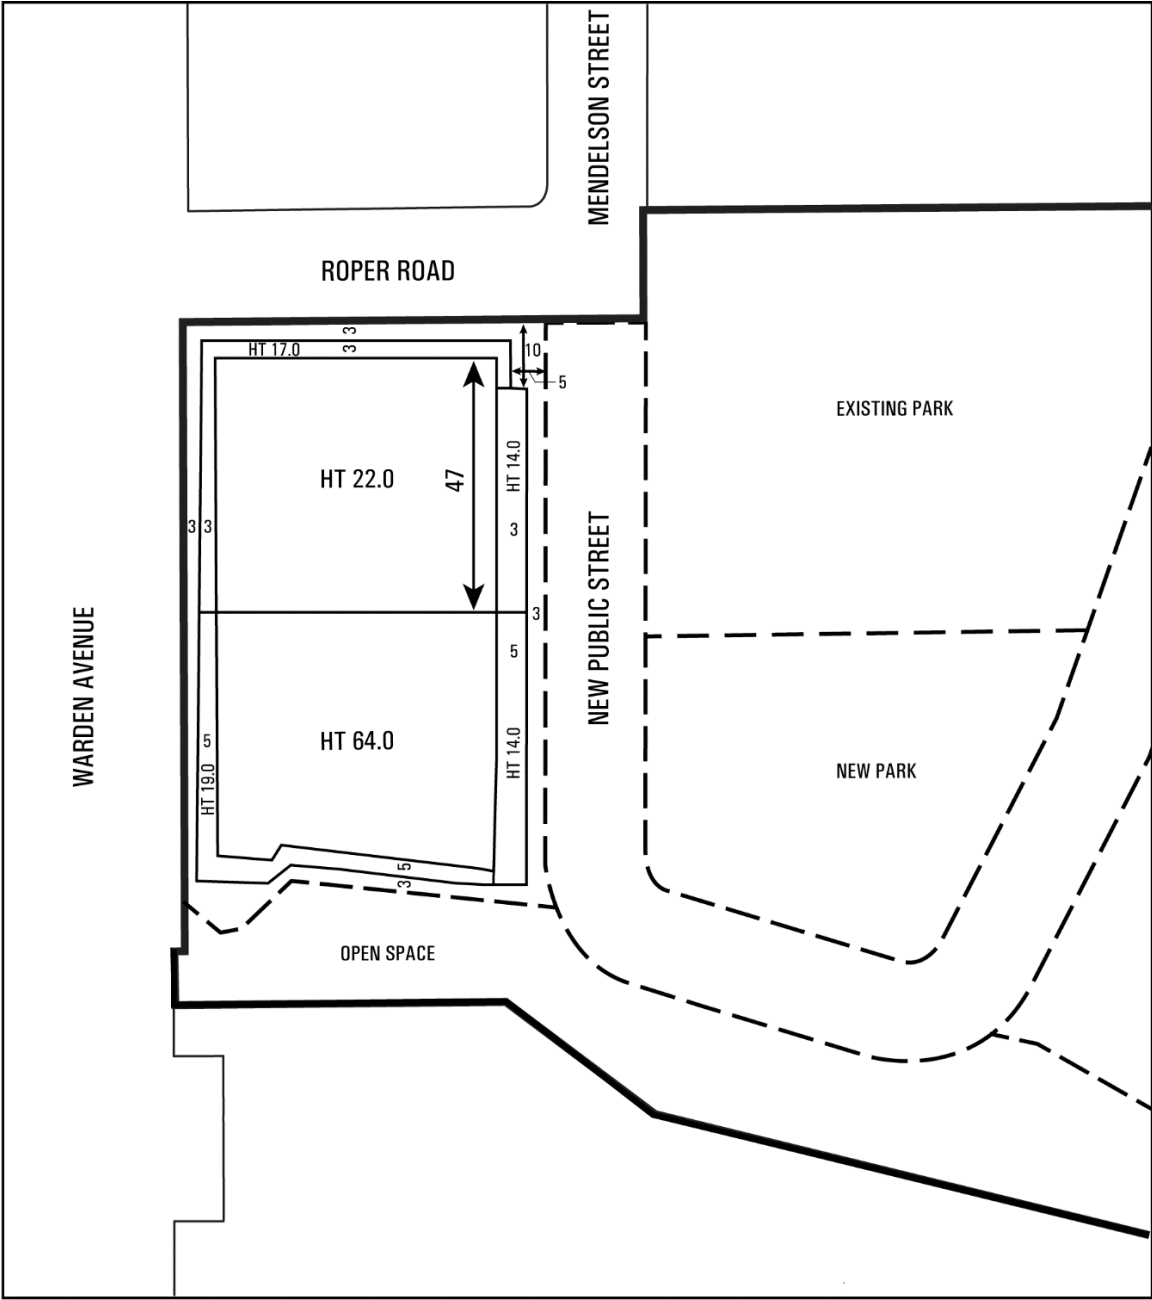 MENDELSON STREET
ROPER ROAD
3
HT 17.0
3
10
5
EXISTING PARK
HT 22.0
47
HT 14.0
3
3
3
NEW PUBLIC STREET
WARDEN AVENUE
3
5
HT 64.0
5
HT 19.0
HT 14.0
NEW PARK
5
3
OPEN SPACE